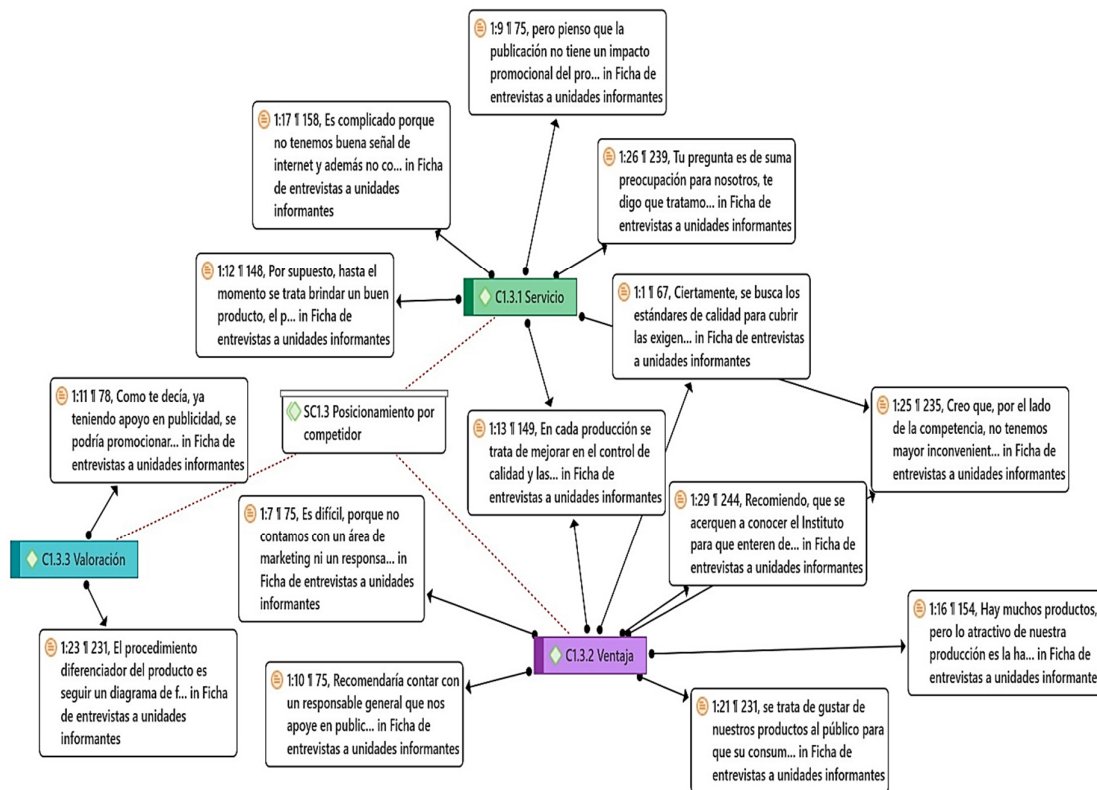 1:9 ¶ 75, pero pienso que la
publicación no tiene un impacto
promocional del pro... in Ficha de
entrevistas a unidades informantes
1:17 ¶ 158, Es complicado porque
no tenemos buena señal de
internet y además no co... in Ficha
de entrevistas a unidades
informantes
1:26 ¶ 239, Tu pregunta es de suma
preocupación para nosotros, te
digo que tratamo... in Ficha de
entrevistas a unidades informantes
1:12 ¶ 148, Por supuesto, hasta el
momento se trata brindar un buen
producto, el p... in Ficha de
entrevistas a unidades informantes
C1.3.1 Servicio
1:1 ¶ 67, Ciertamente, se busca los
estándares de calidad para cubrir
las exigen... in Ficha de entrevistas
a unidades informantes
1:11 ¶ 78, Como te decía, ya
teniendo apoyo en publicidad, se
podría promocionar... in Ficha de
entrevistas a unidades informantes
SC1.3 Posicionamiento por
competidor
1:13 ¶ 149, En cada producción se
trata de mejorar en el control de
calidad y las... in Ficha de
entrevistas a unidades
informantes
1:25 ¶ 235, Creo que, por el lado
de la competencia, no tenemos
mayor inconvenient... in Ficha de
entrevistas a unidades informantes
1:7 ¶ 75, Es difícil, porque no
contamos con un área de
marketing ni un responsa... in
Ficha de entrevistas a unidades
informantes
1:29 ¶ 244, Recomiendo, que se
acerquen a conocer el Instituto
para que enteren de... in Ficha de
entrevistas a unidades informantes
C1.3.3 Valoración
1:16 ¶ 154, Hay muchos productos,
pero lo atractivo de nuestra
producción es la ha... in Ficha de
entrevistas a unidades informantes
1:23 ¶ 231, El procedimiento
diferenciador del producto es
seguir un diagrama de f... in Ficha
de entrevistas a unidades
informantes
C1.3.2 Ventaja
1:10 ¶ 75, Recomendaría contar con
un responsable general que nos
apoye en public... in Ficha de
entrevistas a unidades informantes
1:21 ¶ 231, se trata de gustar de
nuestros productos al público para
que su consum... in Ficha de
entrevistas a unidades informantes